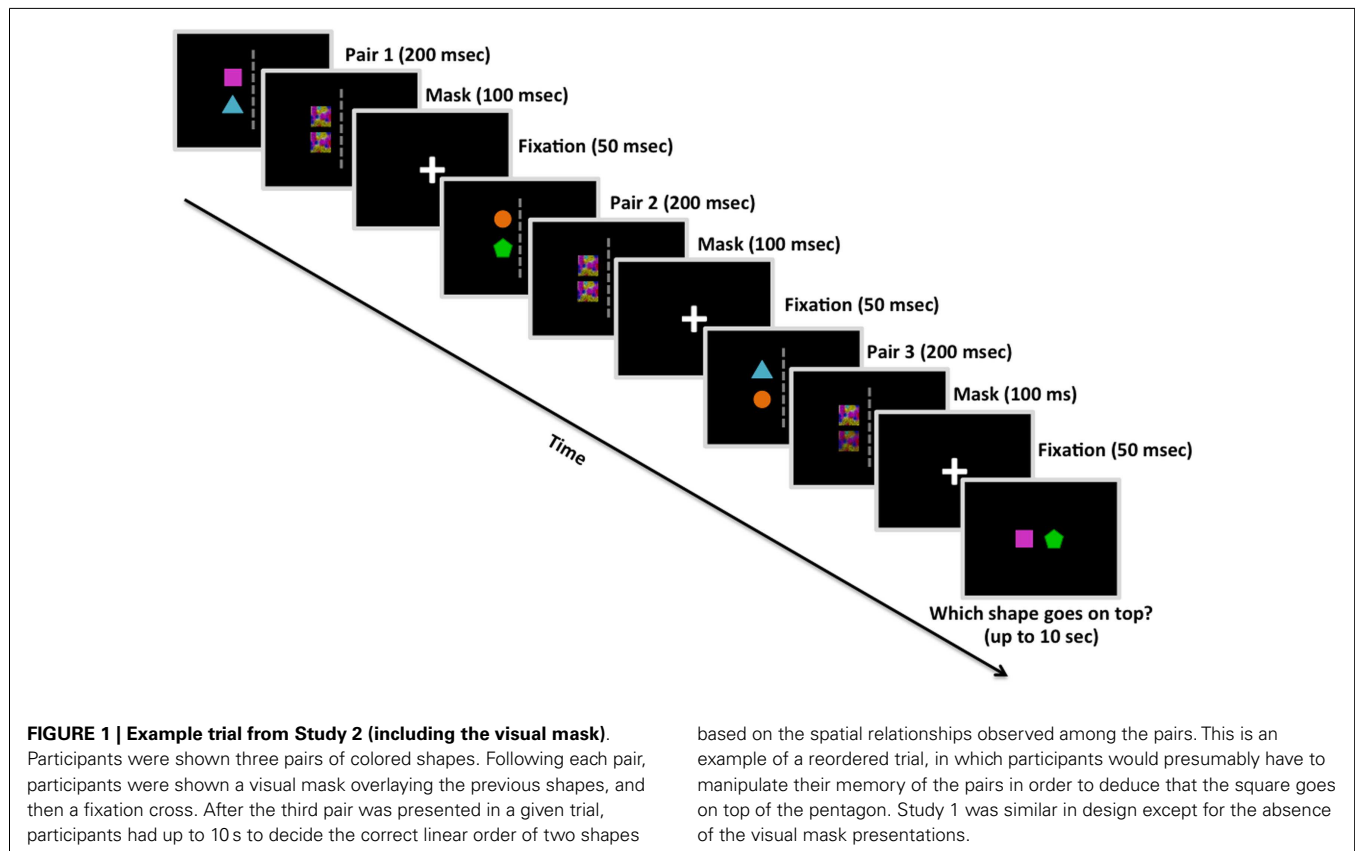 Pair 1 (200 msec)
Mask (100 msec)
Fixation (50 msec)
Pair 2 (200 msec)
Mask (100 msec)
Fixation (50 msec)
Pair 3 (200 msec)
Mask (100 ms)
Fixation (50 msec)
Time
Which shape goes on top?
(up to 10 sec)
FIGURE 1 | Example trial from Study 2 (including the visual mask).
Participants were shown three pairs of colored shapes. Following each pair,
participants were shown a visual mask overlaying the previous shapes, and
then a fixation cross. After the third pair was presented in a given trial,
participants had up to 10 s to decide the correct linear order of two shapes
based on the spatial relationships observed among the pairs. This is an
example of a reordered trial, in which participants would presumably have to
manipulate their memory of the pairs in order to deduce that the square goes
on top of the pentagon. Study 1 was similar in design except for the absence
of the visual mask presentations.